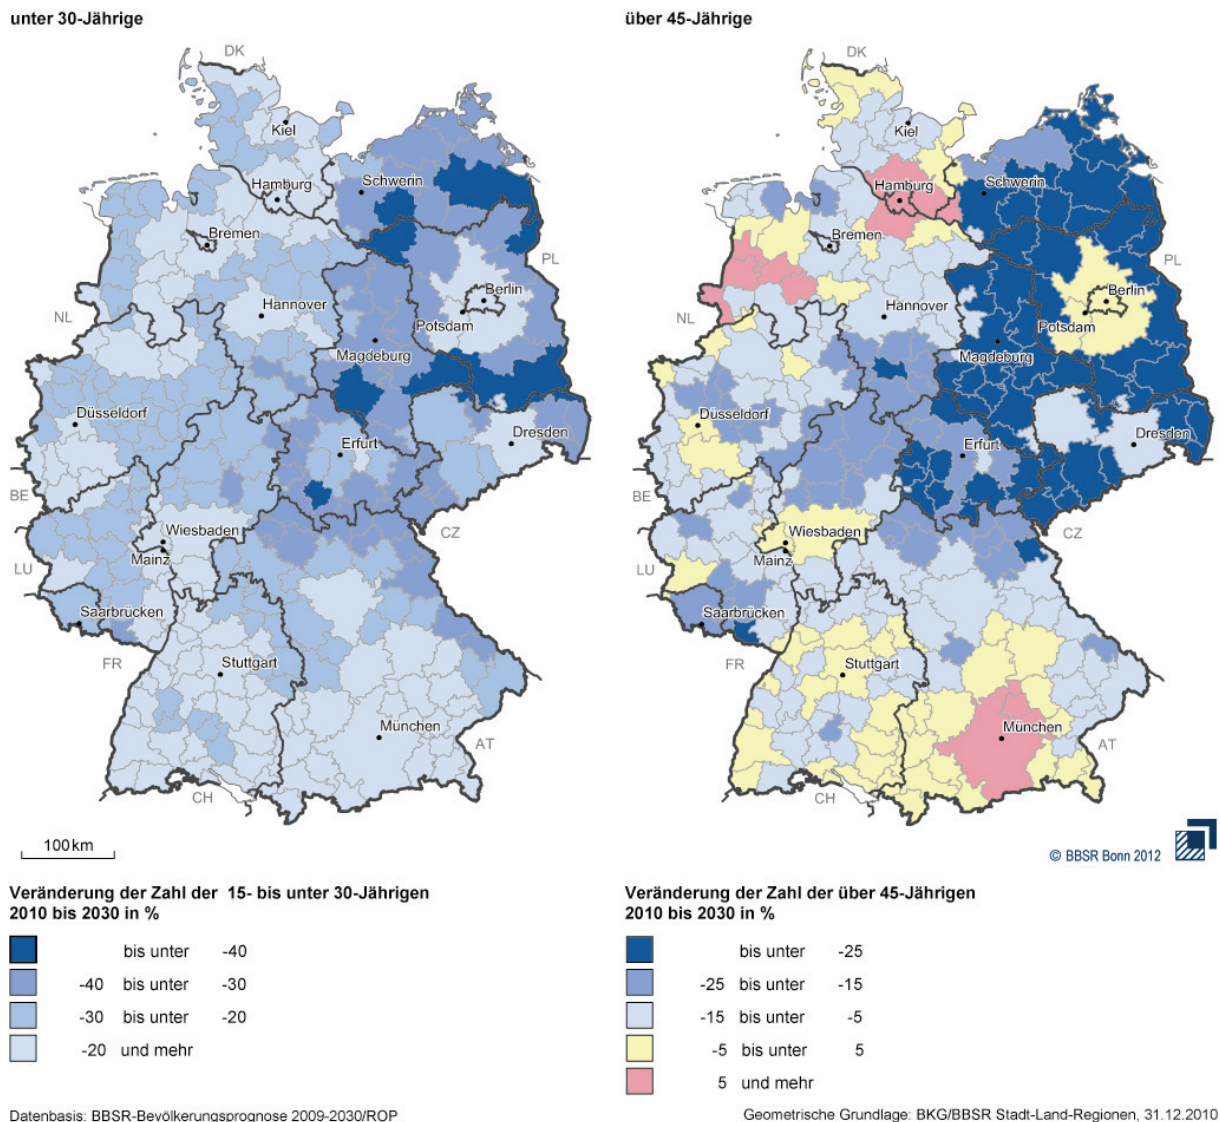 unter 30-Jährige
DK
Kiel
Hamburg
Schwerin
Bremen
PL
Berlin
Hannover
NL
Potsdam
Magdeburg
Düsseldorf
Erfurt
Dresden
BE
Wiesbaden
CZ
Mainz
LU
Saarbrücken
FR
Stuttgart
München
AT
CH
100 km
über 45-Jährige
DK
Kiel
Hamburg
Schwerin
Bremen
PL
Berlin
Hannover
NL
Potsdam
Magdeburg
Düsseldorf
Erfurt
Dresden
BE
Wiesbaden
CZ
Mainz
LU
Saarbrücken
FR
Stuttgart
München
AT
CH
© BBSR Bonn 2012
Veränderung der Zahl der 15- bis unter 30-Jährigen
2010 bis 2030 in %
bis unter -40
-40 bis unter -30
-30 bis unter -20
-20 und mehr
Veränderung der Zahl der über 45-Jährigen
2010 bis 2030 in %
bis unter -25
-25 bis unter -15
-15 bis unter -5
-5 bis unter 5
5 und mehr
Datenbasis: BBSR-Bevölkerungsprognose 2009-2030/ROP
Geometrische Grundlage: BKG/BBSR Stadt-Land-Regionen, 31.12.2010